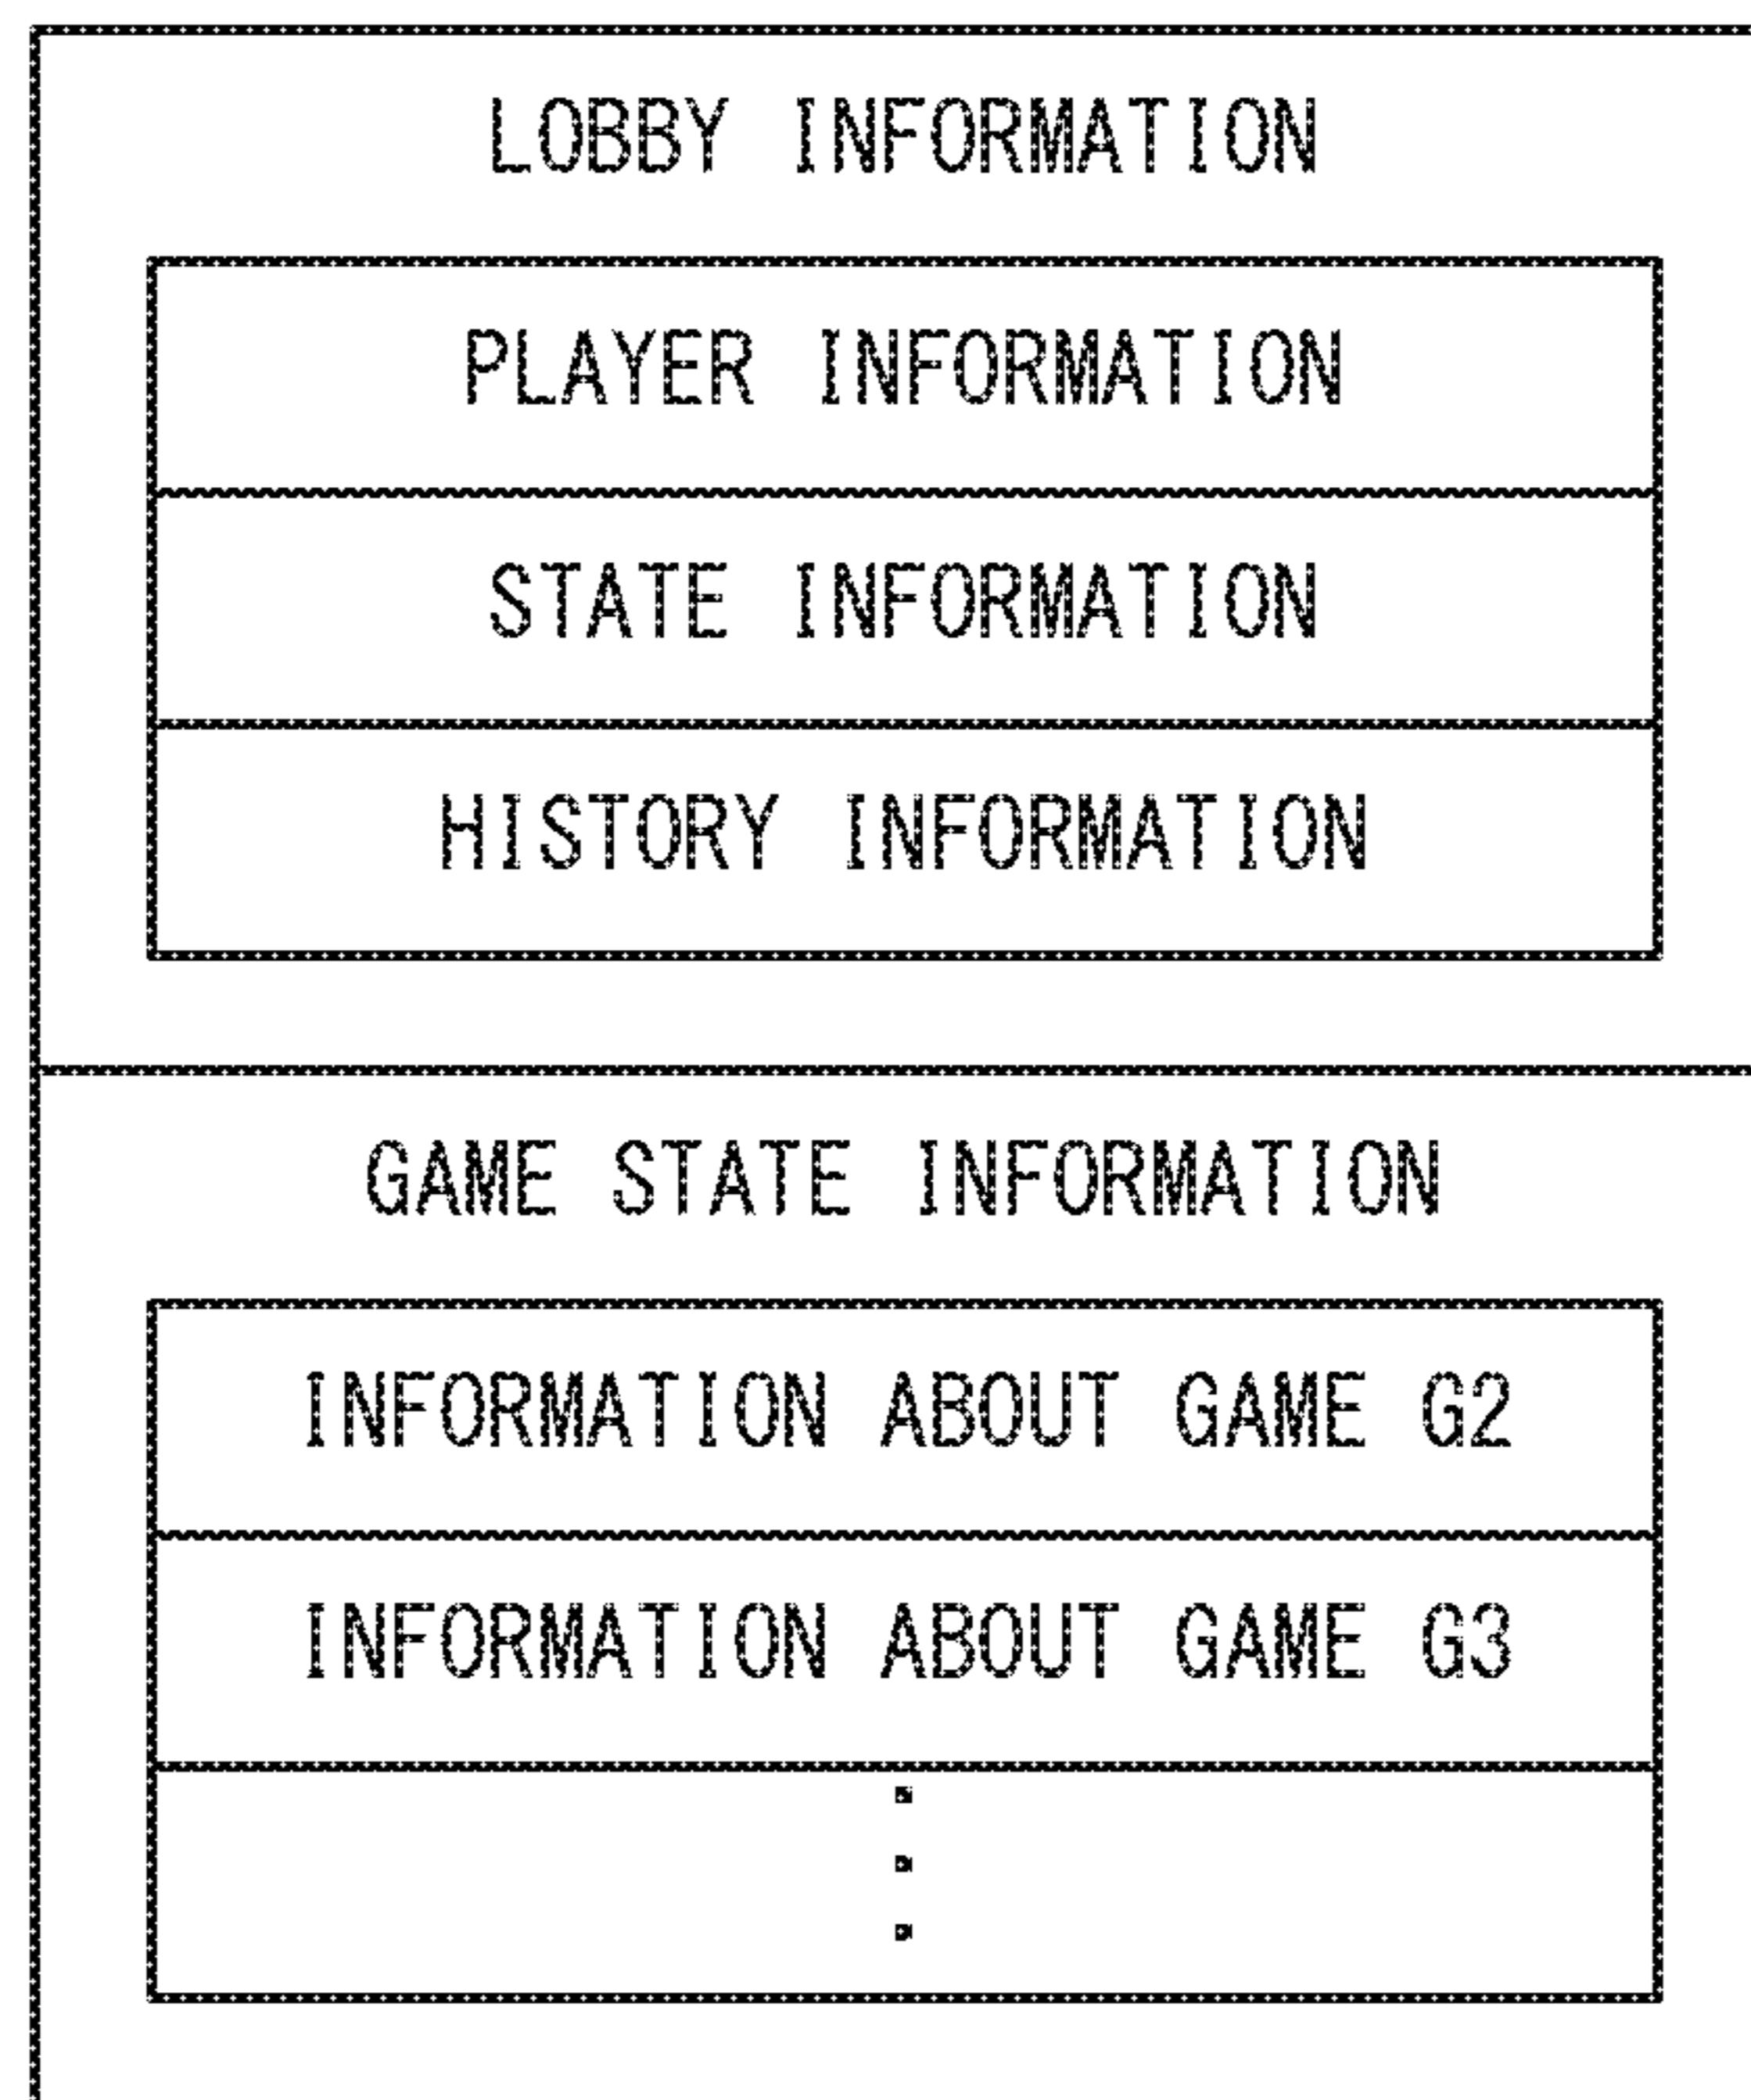 LOBBY INFORMATION
PLAYER INFORMATION
STATE INFORMATION
HISTORY INFORMATION
GAME STATE INFORMATION
INFORMATION ABOUT GAME G2
INFORMATION ABOUT GAME G3